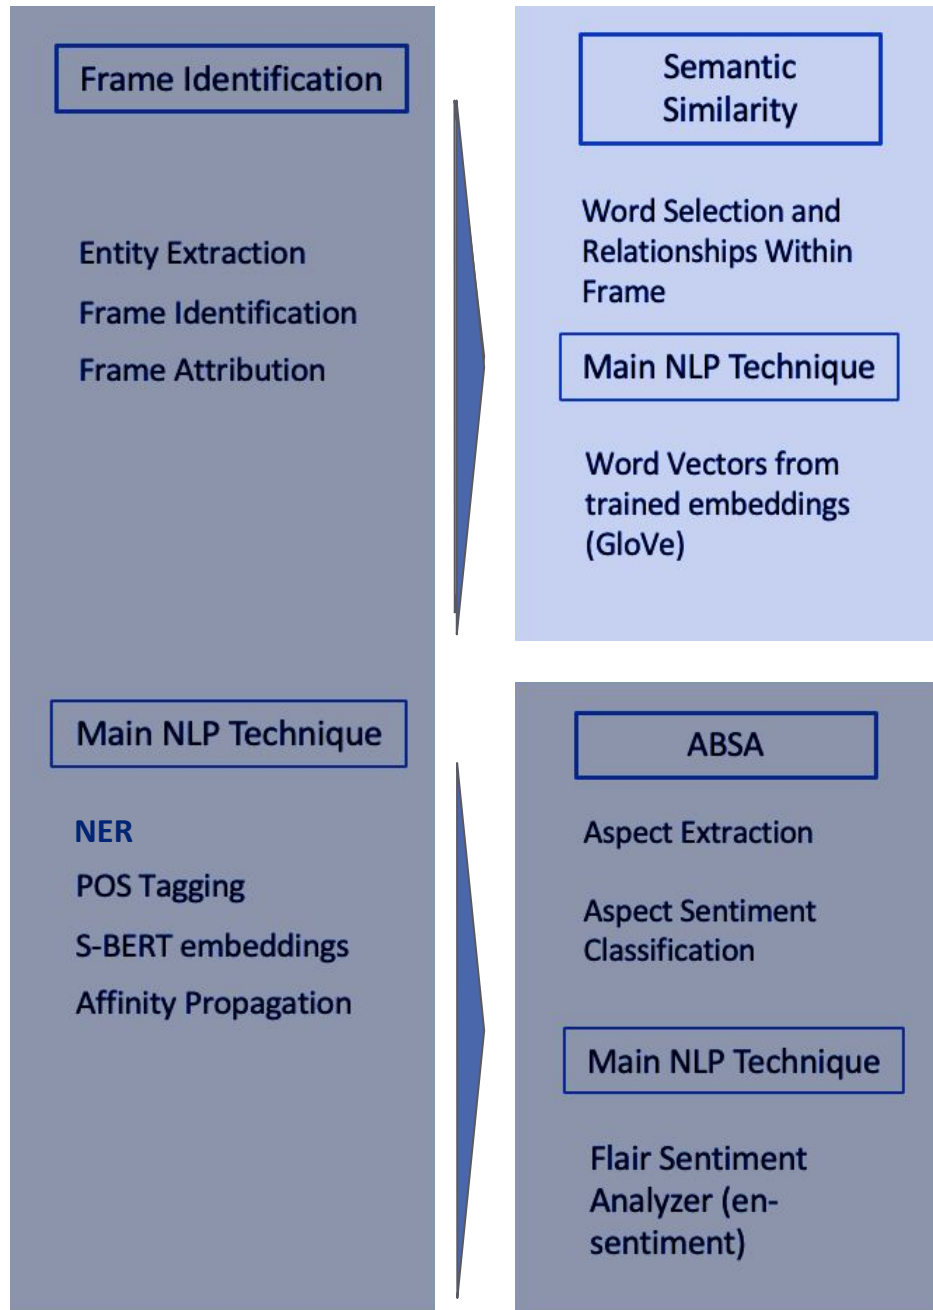 Frame Identification
Entity Extraction
Frame Identification
Frame Attribution
Main NLP Technique
NER
POS Tagging
S-BERT embeddings
Affinity Propagation
Semantic
Similarity
Word Selection and
Relationships Within
Frame
Main NLP Technique
Word Vectors from
trained embeddings
(GloVe)
ABSA
Aspect Extraction
Aspect Sentiment
Classification
Main NLP Technique
Flair Sentiment
Analyzer (en-
sentiment)